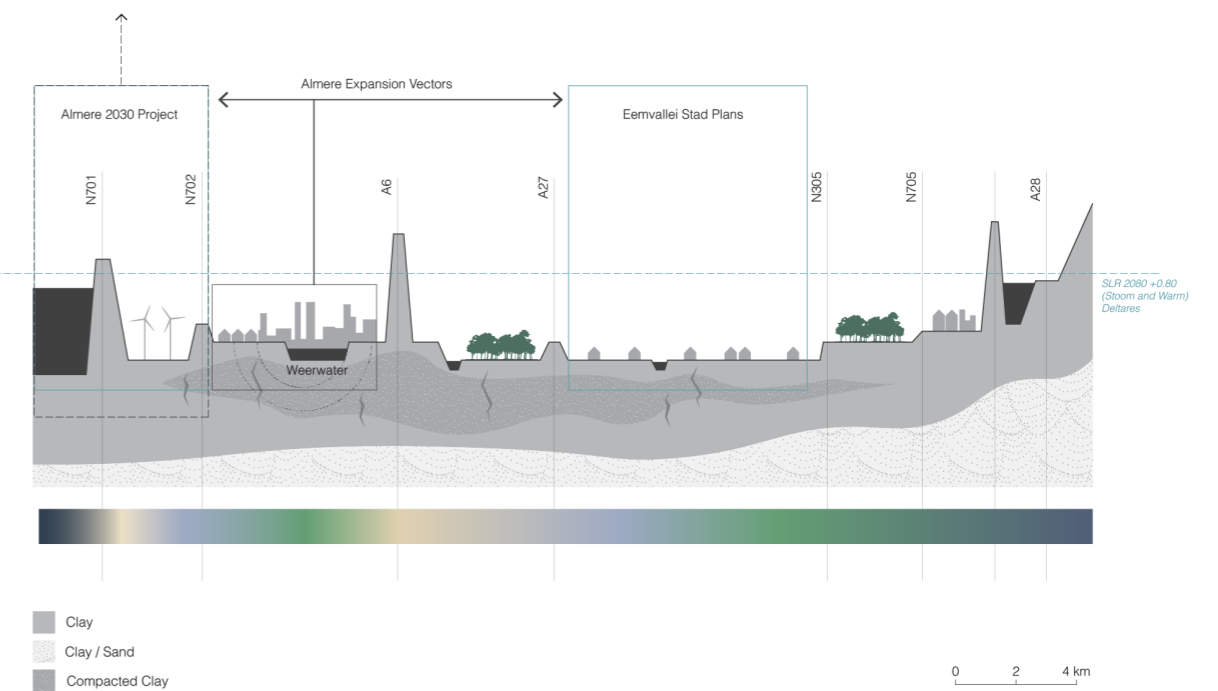 Almere Expansion Vectors
Almere 2030 Project
Eemvallei Stad Plans
N701
N702
A6
A27
N305
N705
A28
SLR 2080 +0.80
(Stoom and Warm)
Deltares
Weerwater
Clay
Clay / Sand
Compacted Clay
0 2 4 km